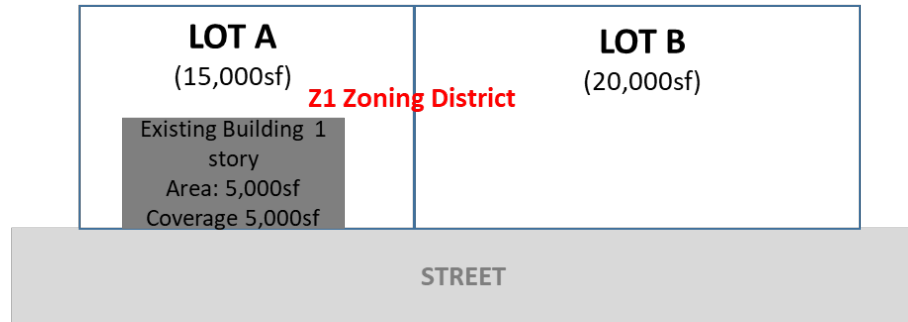 LOT A
(15,000sf)
LOT B
(20,000sf)
Z1 Zoning District
Existing Building 1
story
Area: 5,000sf
Coverage 5,000sf
STREET